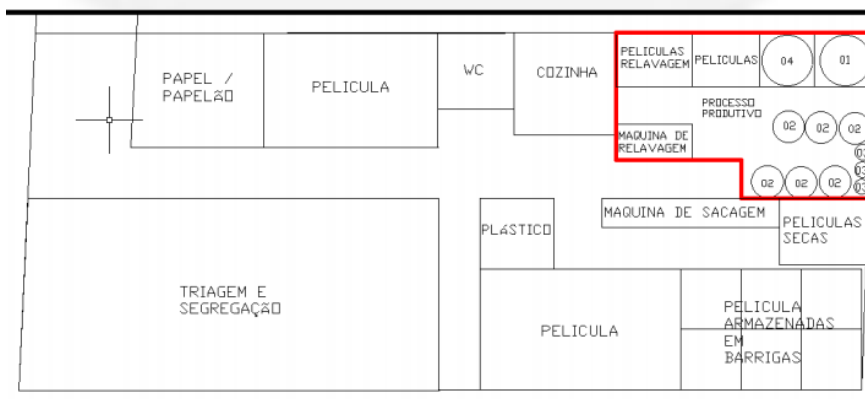 PAPEL /
PAPELÃO
PELICULA
WC
COZINHA
PELICULAS
RELAVAGEM
PELICULAS
04
01
PROCESSO
PRODUTIVO
02
02
02
MAQUINA DE
RELAVAGEM
02
02
02
MAQUINA DE SACAGEM
PELICULAS
SECAS
PLÁSTICO
TRIAGEM E
SEGREGAÇÃO
PELICULA
PELICULA
ARMAZENADAS
EM
BARRIGAS